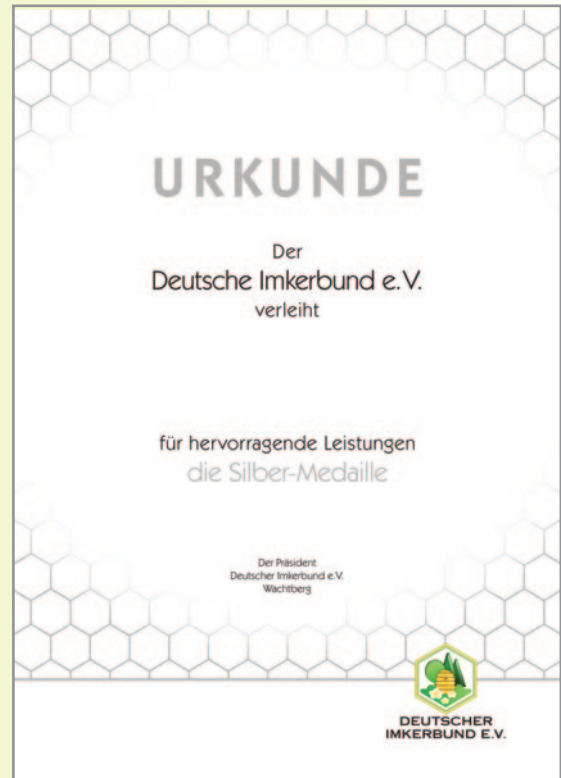 URKUNDE
Der
Deutsche Imkerbund e.V.
verleiht
für hervorragende Leistungen
die Silber-Medaille
Der Präsident
Deutscher Imkerbund e.V.
Wachtberg
DEUTSCHER
IMKERBUND E.V.